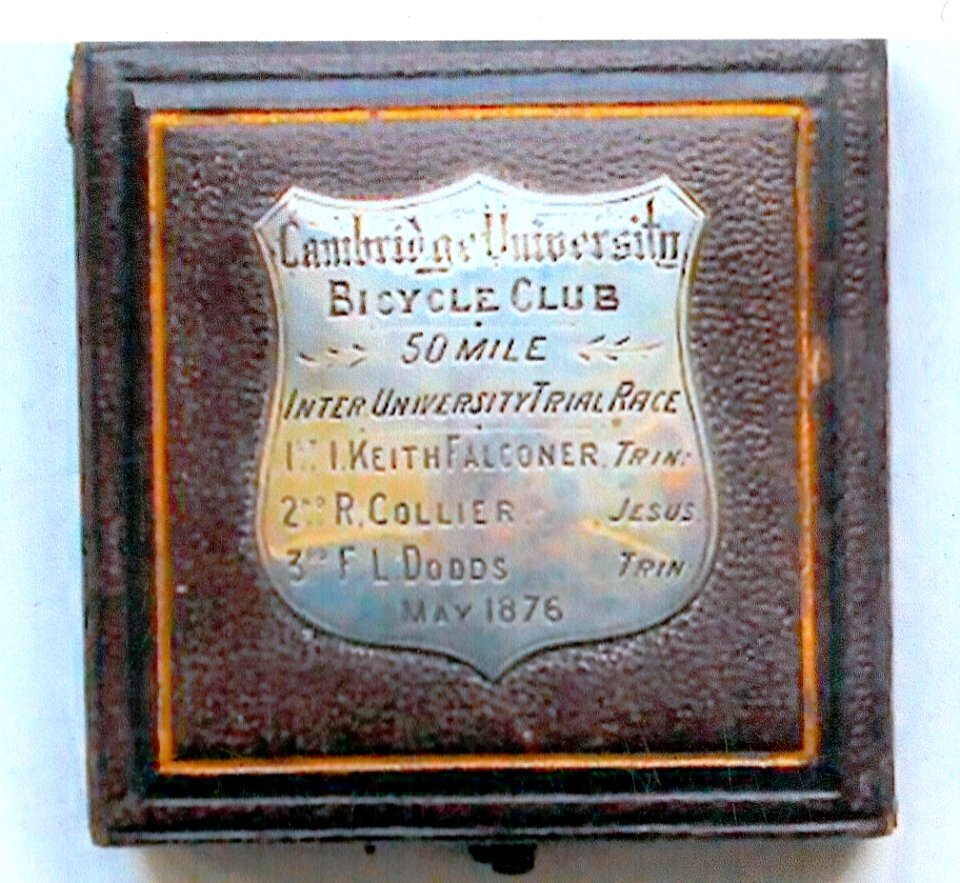 Cambridge University
BICYCLE CLUB
50 MILE
INTER UNIVERSITY TRIAL RACE
1ST I. KEITH FALCONER. TRIN:
2ND R. COLLIER JESUS
3RD F L DODDS TRIN
MAY 1876